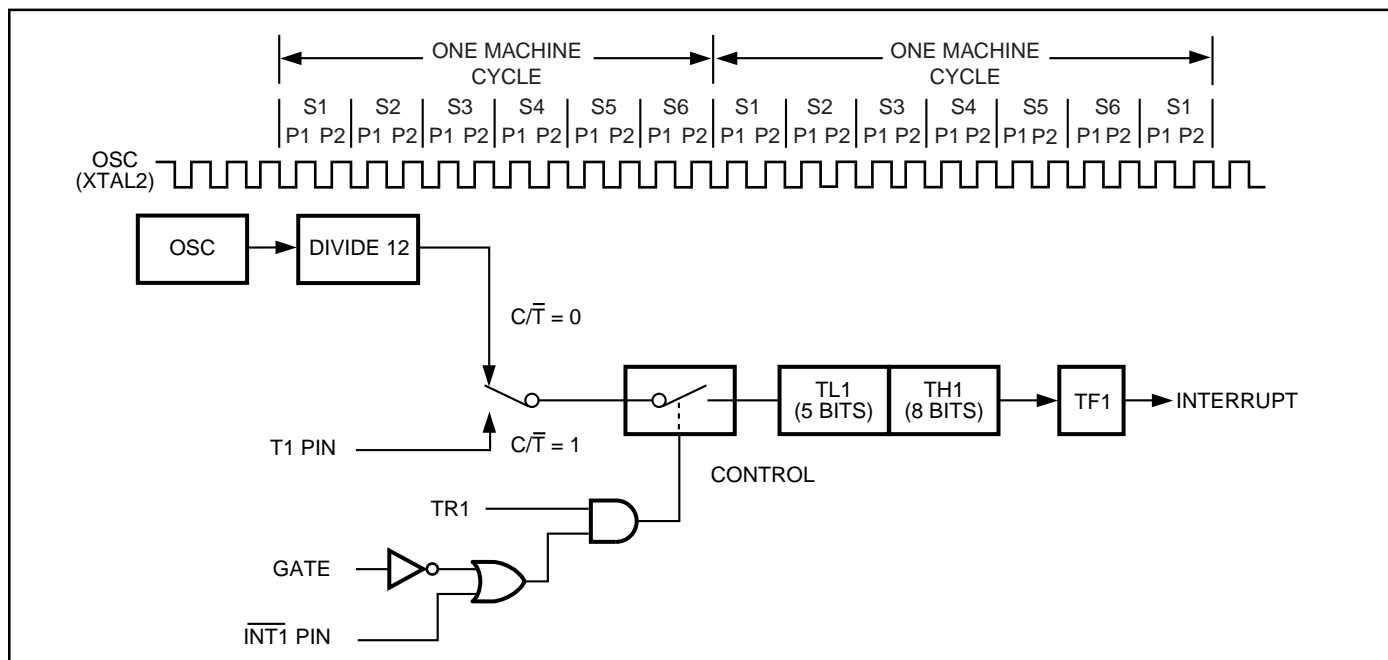 ONE MACHINE CYCLE
ONE MACHINE CYCLE
S1 S2 S3 S4 S5 S6 S1 S2 S3 S4 S5 S6 S1
P1 P2 P1 P2 P1 P2 P1 P2 P1 P2 P1 P2 P1 P2 P1 P2 P1 P2 P1 P2 P1 P2 P1 P2 P1 P2
OSC
(XTAL2)
OSC
DIVIDE 12
C/T̅ = 0
TL1
(5 BITS)
TH1
(8 BITS)
TF1
INTERRUPT
T1 PIN
C/T̅ = 1
CONTROL
TR1
GATE
I̅N̅T̅1̅ PIN